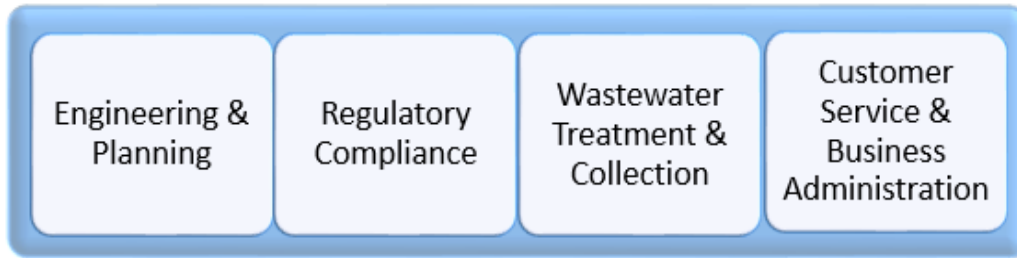 Engineering &
Planning
Regulatory
Compliance
Wastewater
Treatment &
Collection
Customer
Service &
Business
Administration